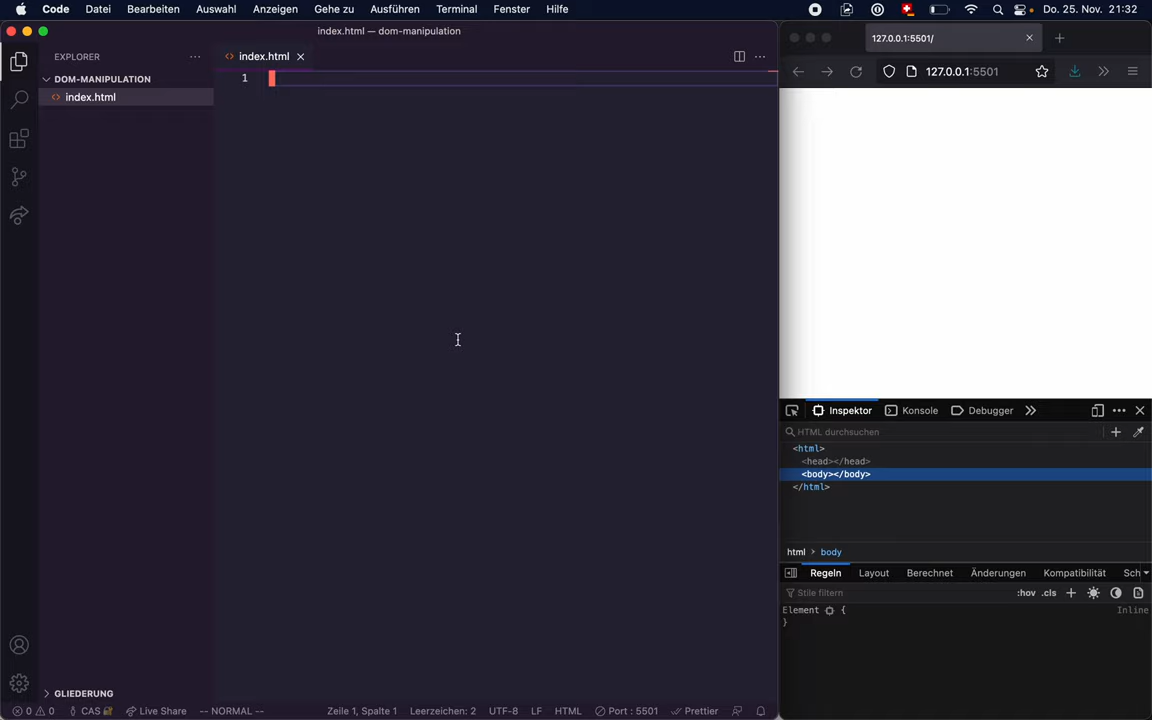 Code Datei Bearbeiten Auswahl Anzeigen Gehe zu Ausführen Terminal Fenster Hilfe Do. 25. Nov. 21:32
index.html — dom-manipulation
127.0.0.1:5501/
EXPLORER
index.html
DOM-MANIPULATION
index.html
1
127.0.0.1:5501
Inspektor Konsole Debugger
HTML durchsuchen
<html>
<head></head>
<body></body>
</html>
html > body
Regeln Layout Berechnet Änderungen Kompatibilität Sch
Stile filtern :hov .cls
Element { Inline
}
GLIEDERUNG
0 0 CAS Live Share -- NORMAL -- Zeile 1, Spalte 1 Leerzeichen: 2 UTF-8 LF HTML Port : 5501 Prettier